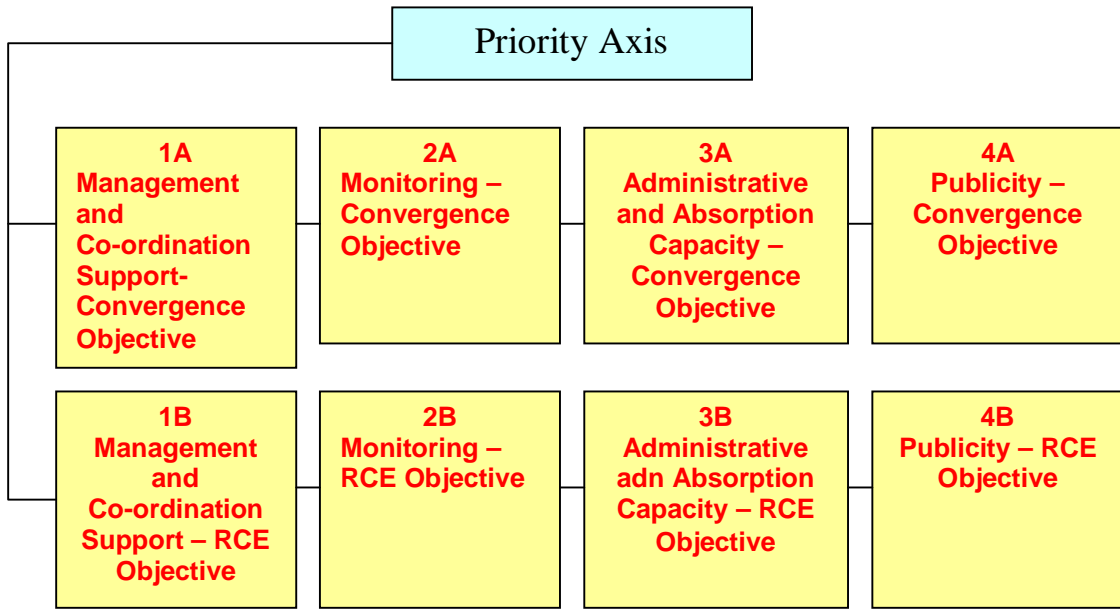 Priority Axis
1A
Management
and
Co-ordination
Support-
Convergence
Objective
2A
Monitoring –
Convergence
Objective
3A
Administrative
and Absorption
Capacity –
Convergence
Objective
4A
Publicity –
Convergence
Objective
1B
Management
and
Co-ordination
Support – RCE
Objective
2B
Monitoring –
RCE Objective
3B
Administrative
adn Absorption
Capacity – RCE
Objective
4B
Publicity – RCE
Objective